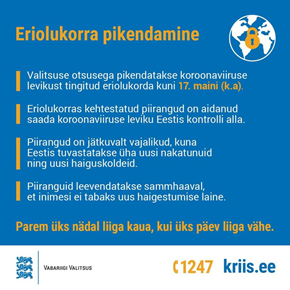 Eriolukorra pikendamine
Valitsuse otsusega pikendatakse koroonaviiruse
levikust tingitud eriolukorda kuni 17. maini (k.a).
Eriolukorras kehtestatud piirangud on aidanud
saada koroonaviiruse leviku Eestis kontrolli alla.
Piirangud on jätkuvalt vajalikud, kuna
Eestis tuvastatakse üha uusi nakatunuid
ning uusi haiguskoldeid.
Piiranguid leevendatakse sammhaaval,
et inimesi ei tabaks uus haigestumise laine.
Parem üks nädal liiga kaua, kui üks päev liiga vähe.
VABARIIGI VALITSUS
1247 kriis.ee